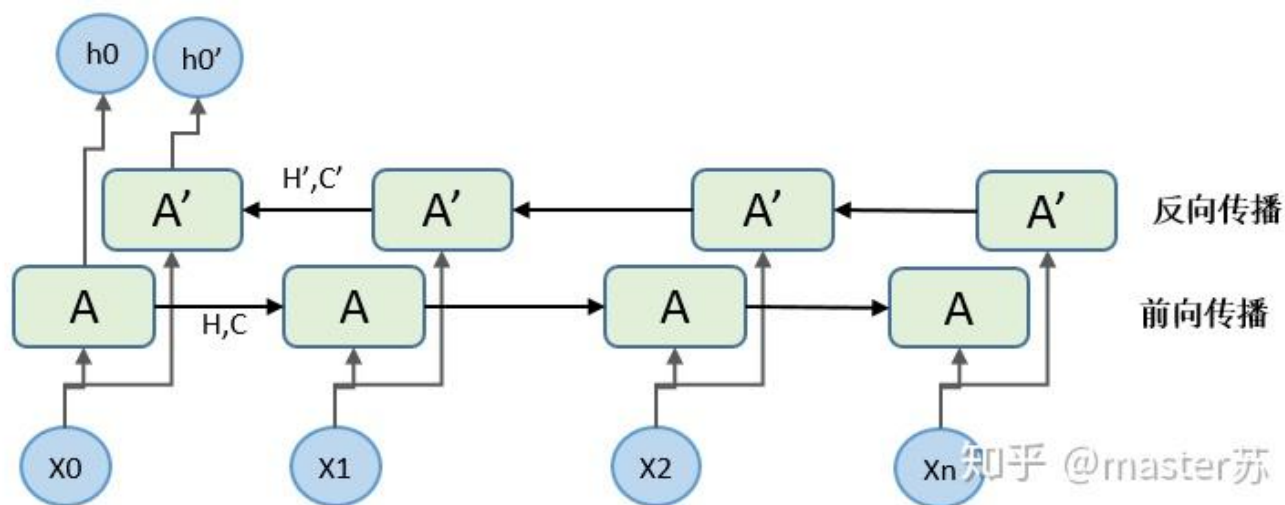 h0 h0’
H’,C’
A’ A’ A’ A’ 反向传播
A A A A 前向传播
H,C
X0 X1 X2 Xn
知乎 @master苏